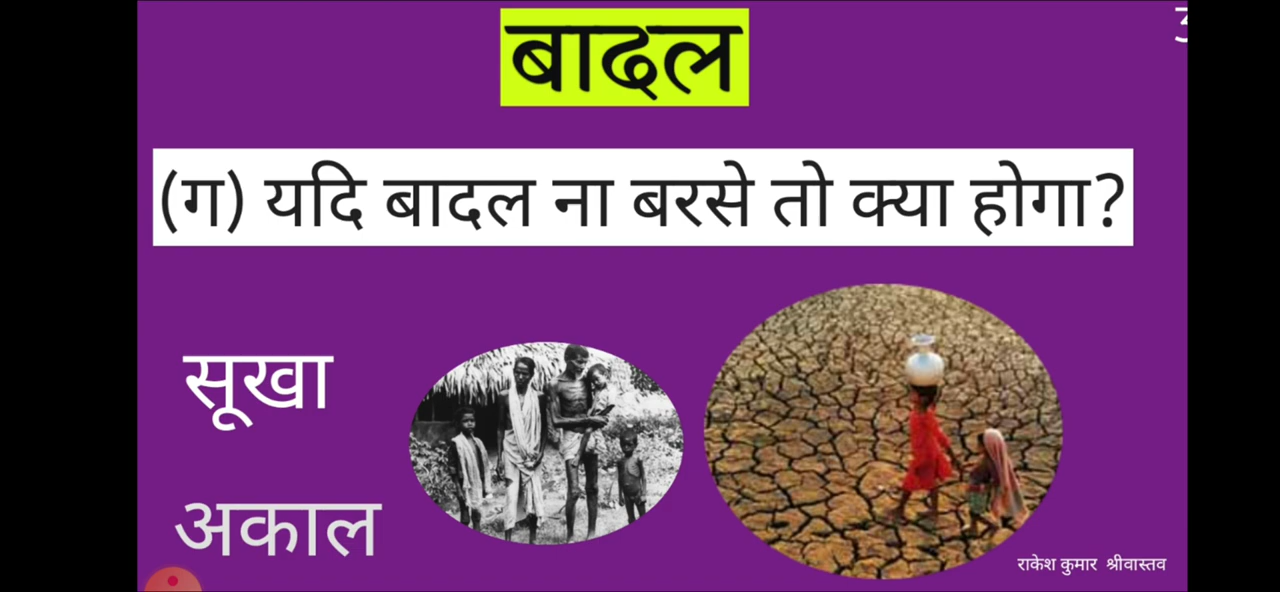 बादल
(ग) यदि बादल ना बरसे तो क्या होगा?
सूखा
अकाल
राकेश कुमार श्रीवास्तव